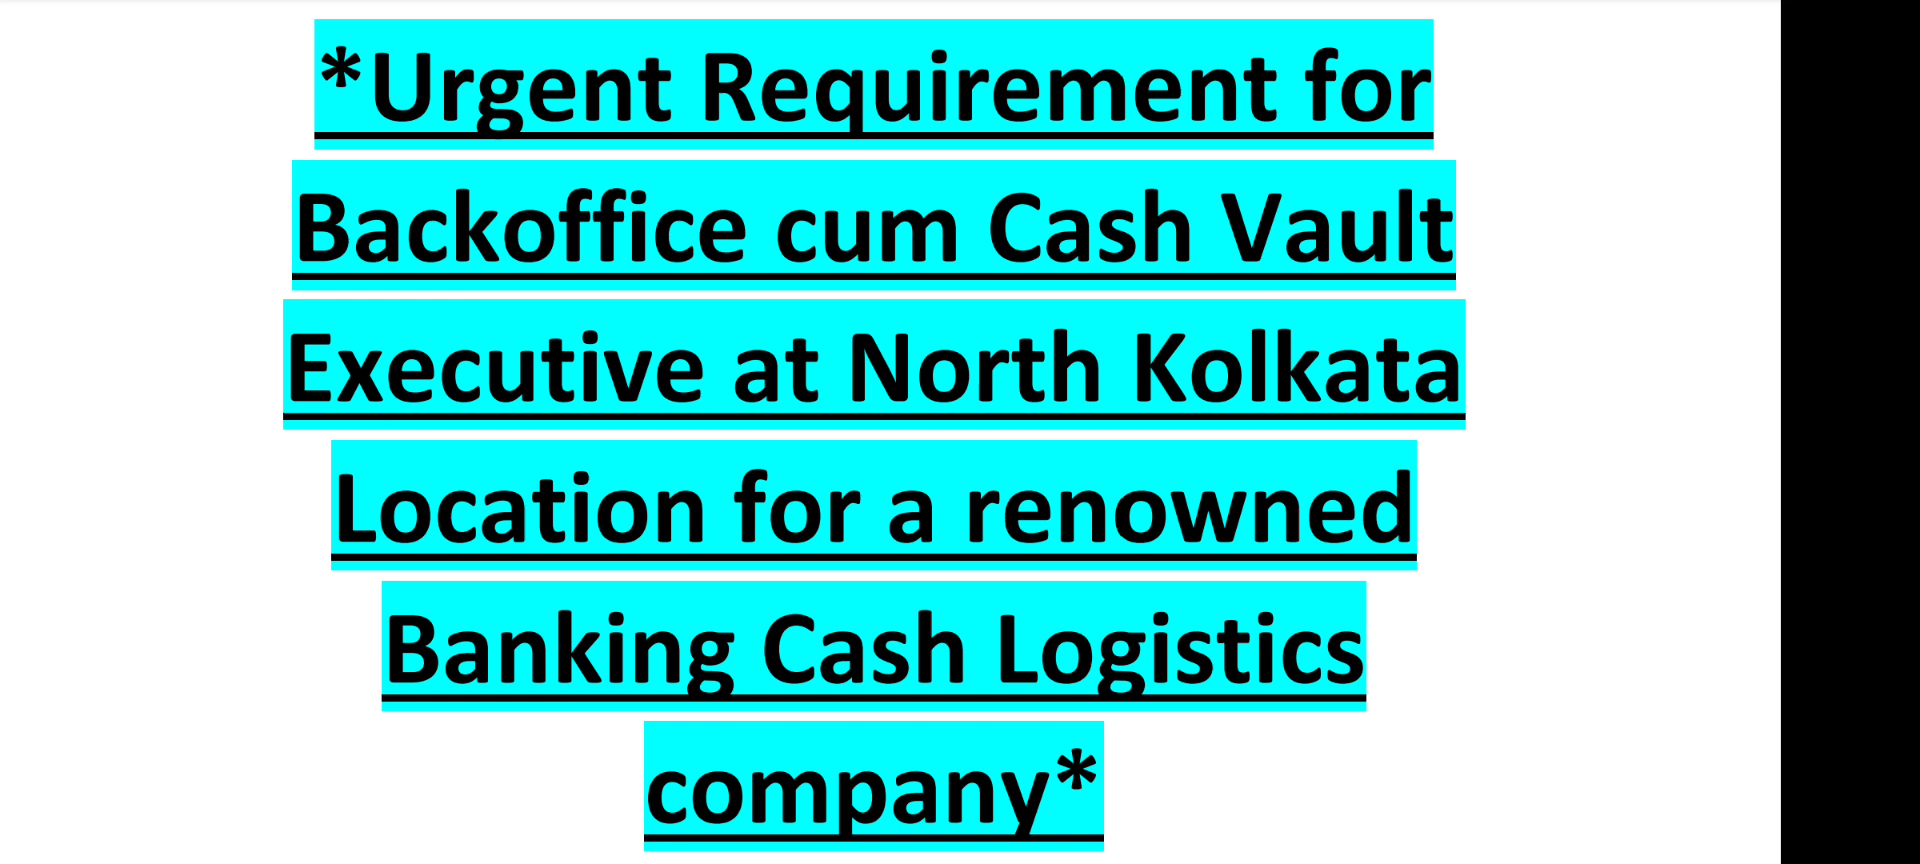 *Urgent Requirement for
Backoffice cum Cash Vault
Executive at North Kolkata
Location for a renowned
Banking Cash Logistics
company*